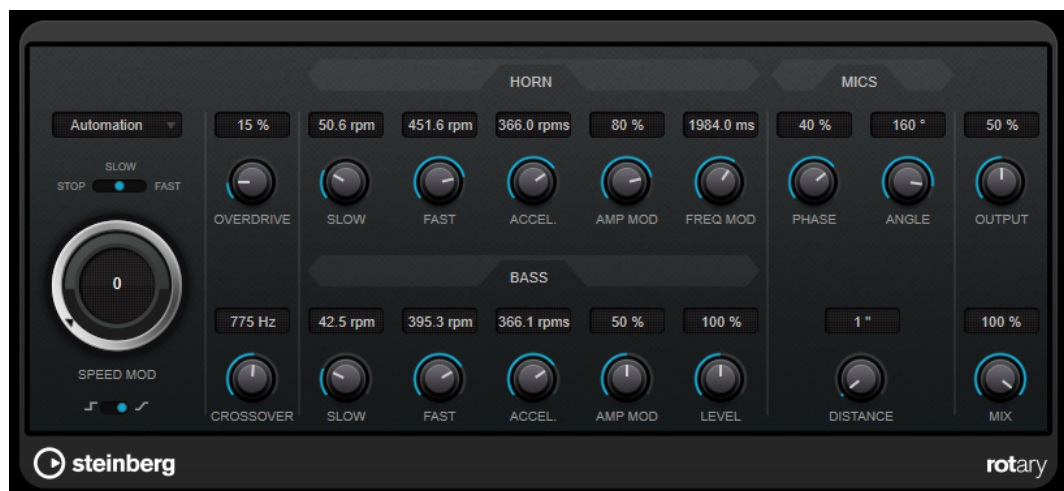 HORN
MICS
Automation
15 %
50.6 rpm
451.6 rpm
366.0 rpms
80 %
1984.0 ms
40 %
160 °
50 %
SLOW
STOP
FAST
OVERDRIVE
SLOW
FAST
ACCEL.
AMP MOD
FREQ MOD
PHASE
ANGLE
OUTPUT
BASS
0
775 Hz
42.5 rpm
395.3 rpm
366.1 rpms
50 %
100 %
1 "
100 %
SPEED MOD
CROSSOVER
SLOW
FAST
ACCEL.
AMP MOD
LEVEL
DISTANCE
MIX
steinberg
rotary